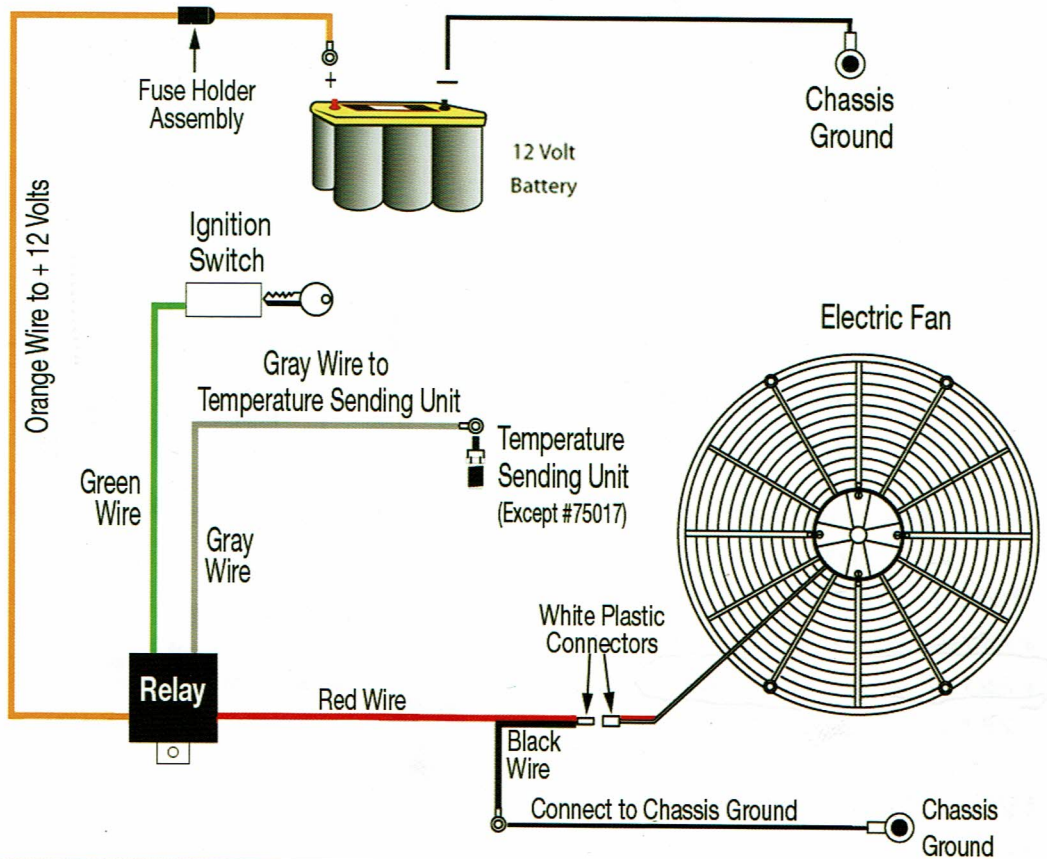 Fuse Holder
Assembly
+
—
12 Volt
Battery
Chassis
Ground
Orange Wire to + 12 Volts
Ignition
Switch
Gray Wire to
Temperature Sending Unit
Temperature
Sending Unit
(Except #75017)
Electric Fan
Green
Wire
Gray
Wire
White Plastic
Connectors
Relay
Red Wire
Black
Wire
Connect to Chassis Ground
Chassis
Ground